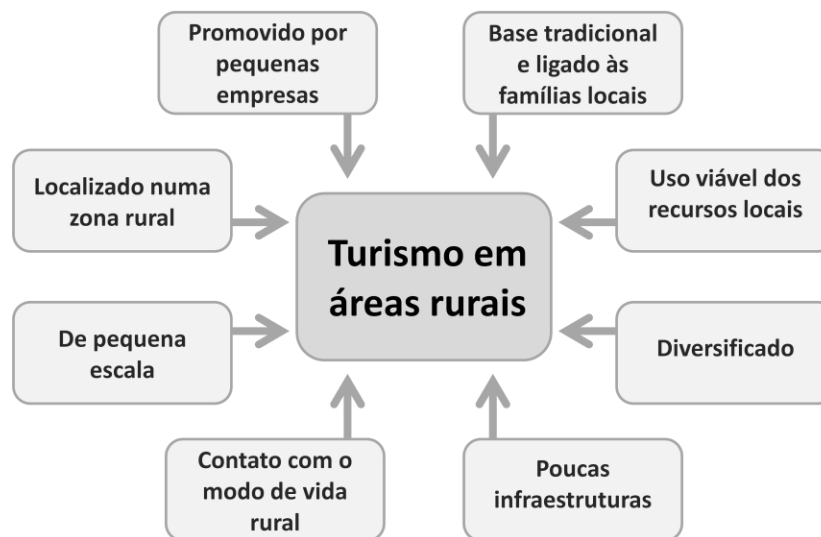 Promovido por
pequenas
empresas
Base tradicional
e ligado às
famílias locais
Localizado numa
zona rural
Uso viável dos
recursos locais
Turismo em
áreas rurais
De pequena
escala
Diversificado
Contato com o
modo de vida
rural
Poucas
infraestruturas